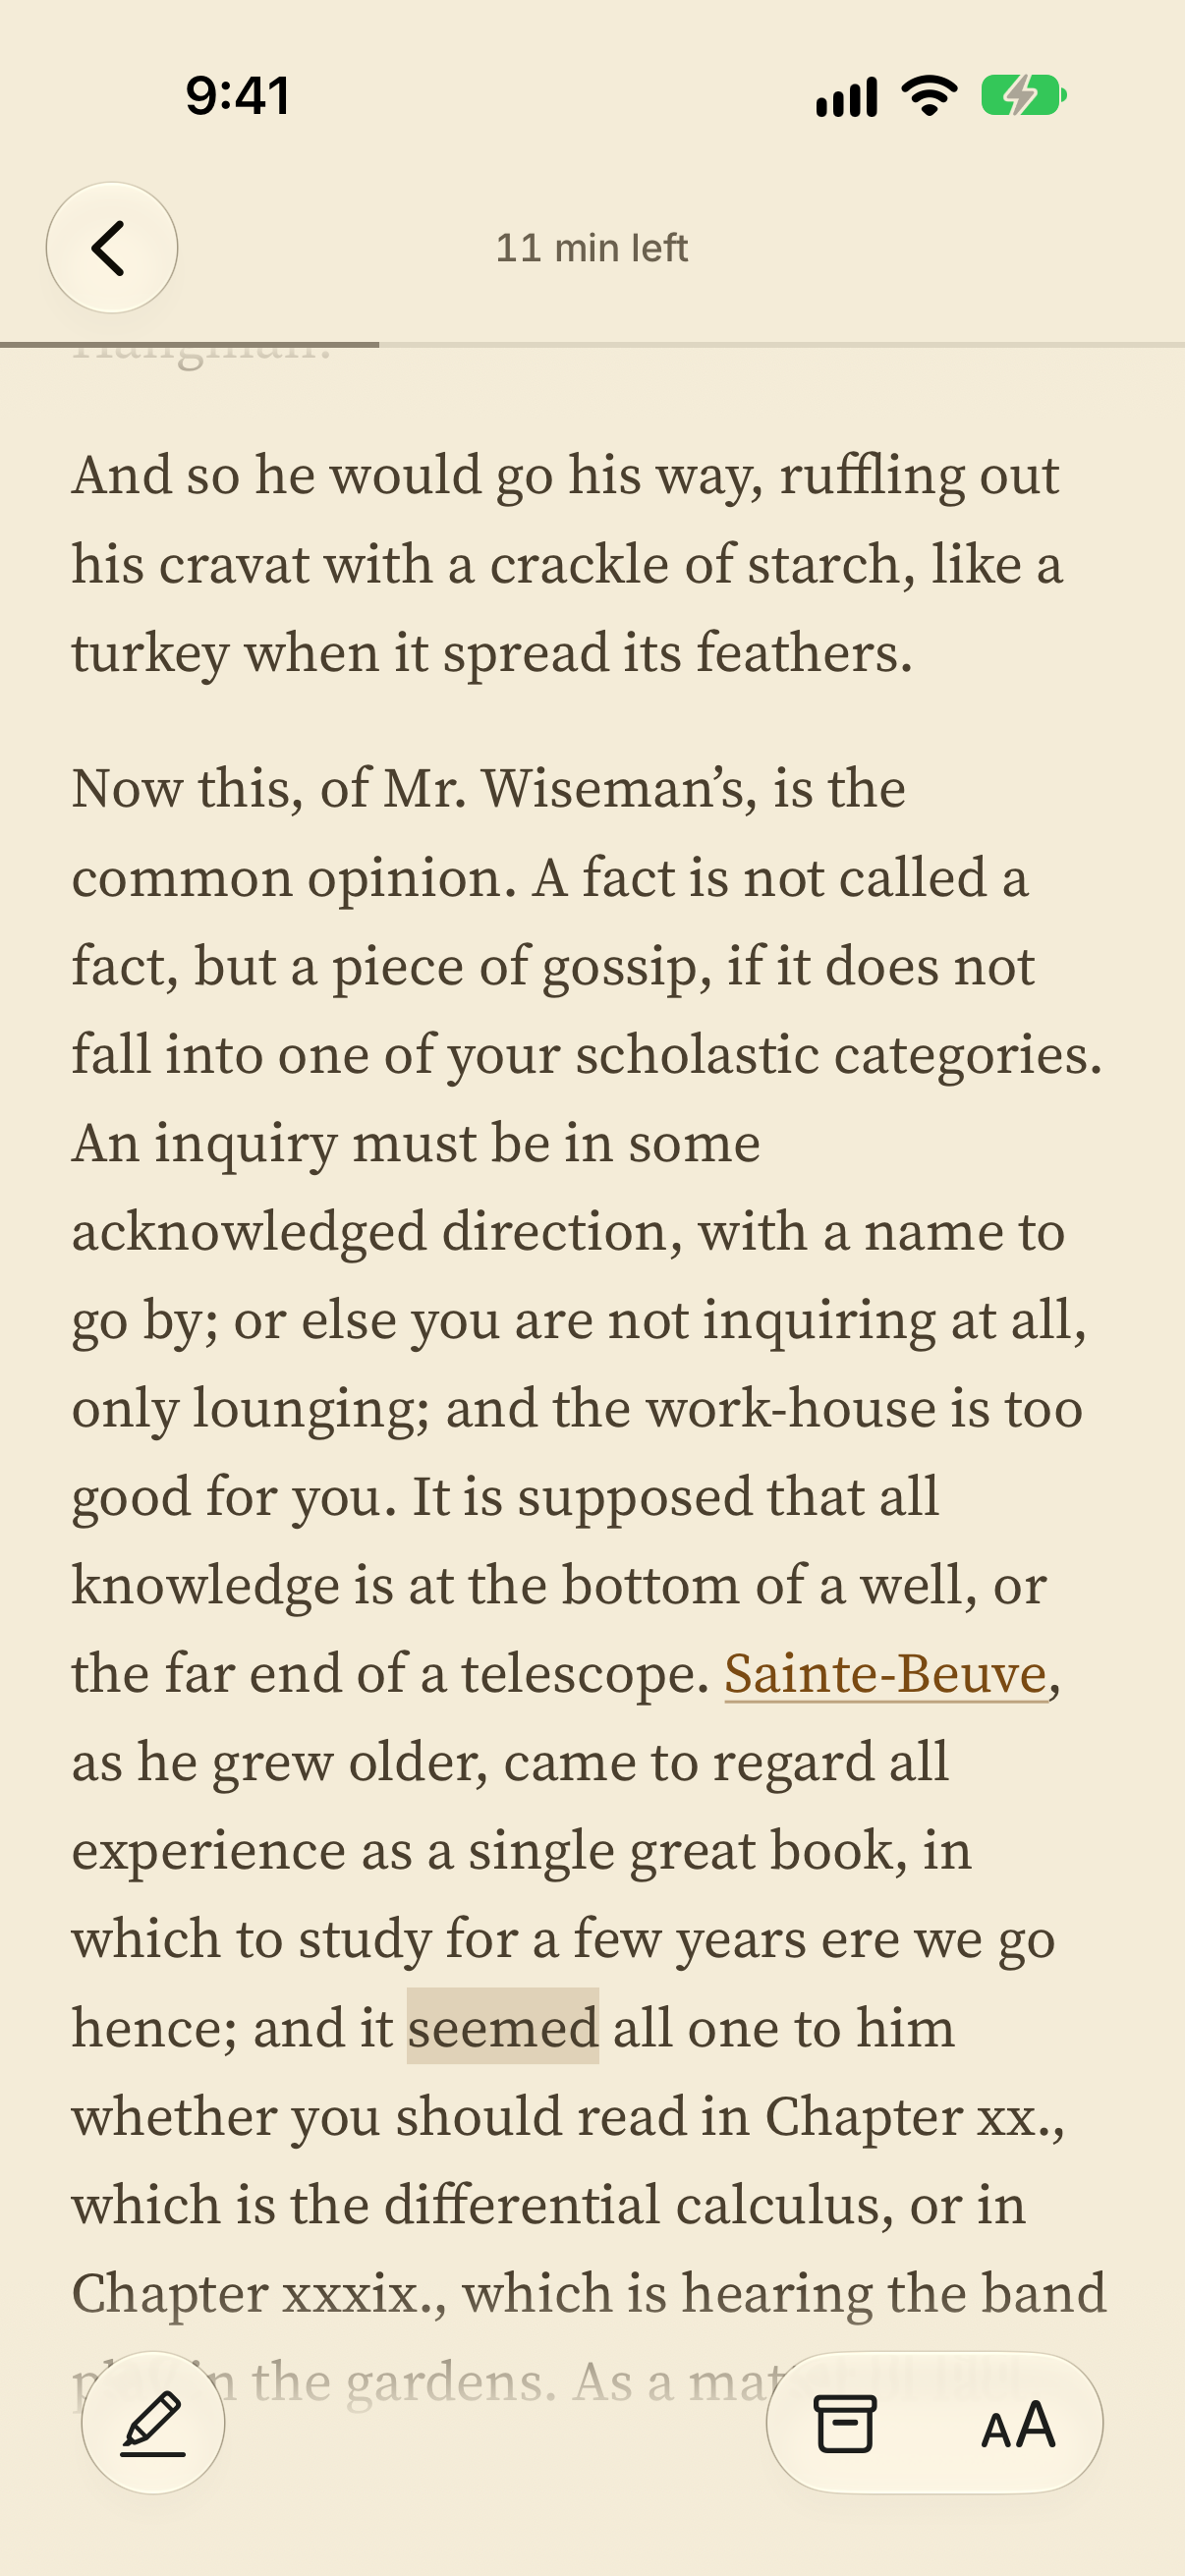 9:41
11 min left
Hangman!
And so he would go his way, ruffling out
his cravat with a crackle of starch, like a
turkey when it spread its feathers.
Now this, of Mr. Wiseman’s, is the
common opinion. A fact is not called a
fact, but a piece of gossip, if it does not
fall into one of your scholastic categories.
An inquiry must be in some
acknowledged direction, with a name to
go by; or else you are not inquiring at all,
only lounging; and the work-house is too
good for you. It is supposed that all
knowledge is at the bottom of a well, or
the far end of a telescope. Sainte-Beuve,
as he grew older, came to regard all
experience as a single great book, in
which to study for a few years ere we go
hence; and it seemed all one to him
whether you should read in Chapter xx.,
which is the differential calculus, or in
Chapter xxxix., which is hearing the band
in the gardens. As a
AA